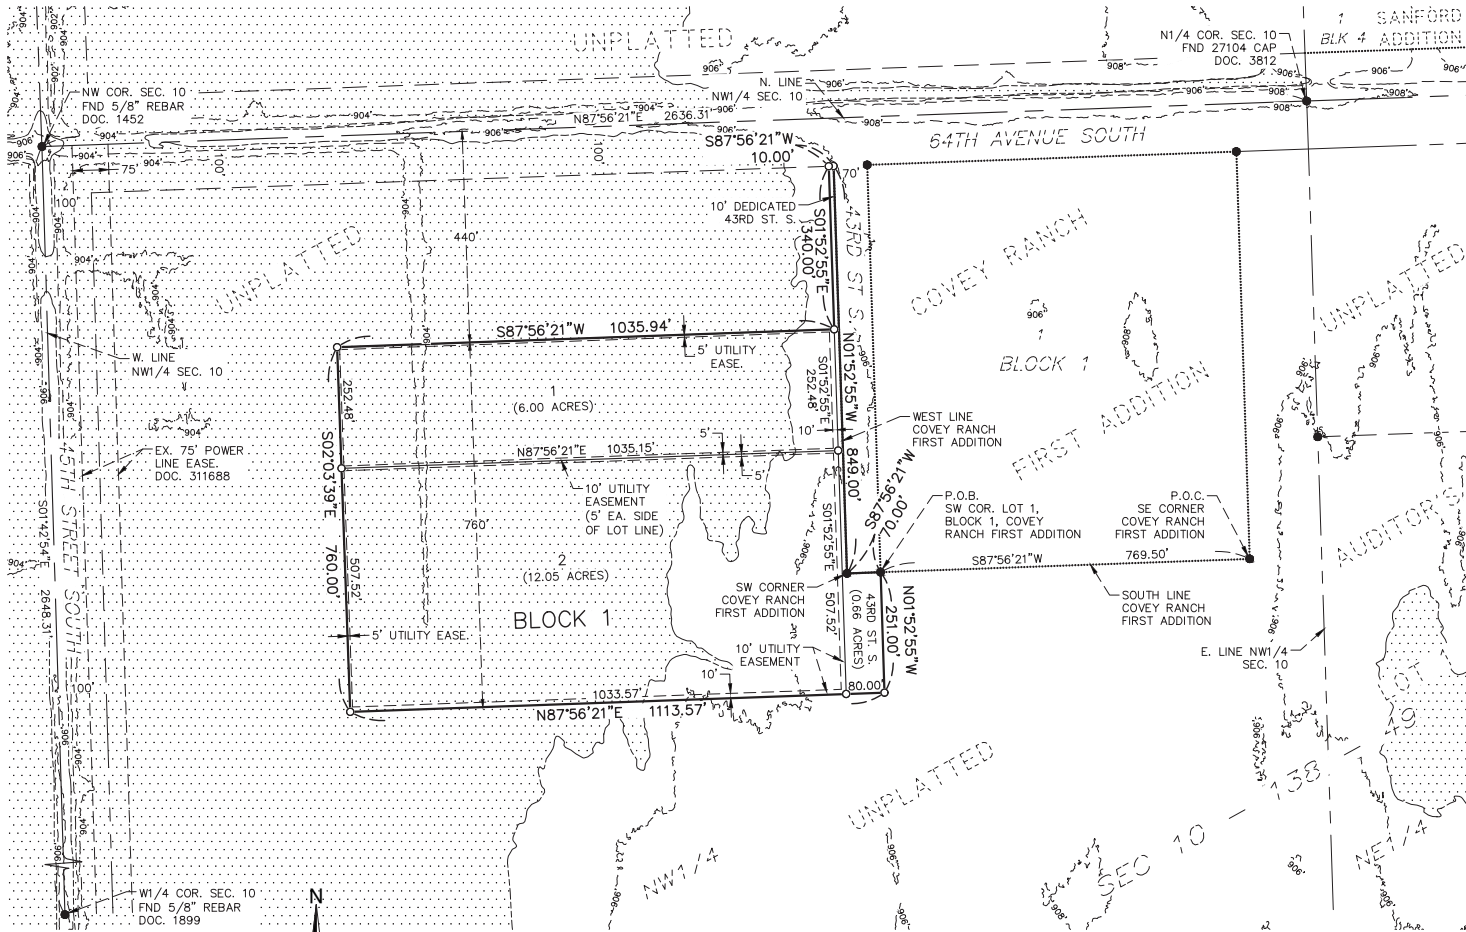 UNPLATTED
1 SANFORD
BLK 4 ADDITION
N1/4 COR. SEC. 10
FND 27104 CAP
DOC. 3812
NW COR. SEC. 10
FND 5/8" REBAR
DOC. 1452
N. LINE
NW1/4 SEC. 10
N87°56'21"E 2636.31'
64TH AVENUE SOUTH
S87°56'21"W
10.00'
70'
75'
100'
100'
100'
10' DEDICATED
43RD ST. S.
S01°52'55"E
340.00'
43RD ST S.
440'
UNPLATTED
COVEY RANCH
1
BLOCK 1
FIRST ADDITION
UNPLATTED
AUDITOR'S
LOT 1
49
S87°56'21"W 1035.94'
5' UTILITY
EASE.
W. LINE
NW1/4 SEC. 10
252.48'
1
(6.00 ACRES)
S01°52'55"E
252.48'
N01°52'55"W 849.00'
10'
WEST LINE
COVEY RANCH
FIRST ADDITION
5'
N87°56'21"E 1035.15'
5'
EX. 75' POWER
LINE EASE.
DOC. 311688
S02°03'39"E 760.00'
10' UTILITY
EASEMENT
(5' EA. SIDE
OF LOT LINE)
760'
S87°56'21"W
70.00'
P.O.B.
SW COR. LOT 1,
BLOCK 1, COVEY
RANCH FIRST ADDITION
P.O.C.
SE CORNER
COVEY RANCH
FIRST ADDITION
S87°56'21"W 769.50'
S01°42'54"E 2648.31'
45TH STREET SOUTH
507.52'
2
(12.05 ACRES)
BLOCK 1
S01°52'55"E 507.52'
SW CORNER
COVEY RANCH
FIRST ADDITION
43RD ST. S.
(0.66 ACRES)
N01°52'55"W
251.00'
SOUTH LINE
COVEY RANCH
FIRST ADDITION
5' UTILITY EASE.
10' UTILITY
EASEMENT
E. LINE NW1/4
SEC. 10
100'
10'
1033.57'
80.00'
N87°56'21"E 1113.57'
UNPLATTED
SEC 10 — 138 —
NW1/4
NE1/4
W1/4 COR. SEC. 10
FND 5/8" REBAR
DOC. 1899
N